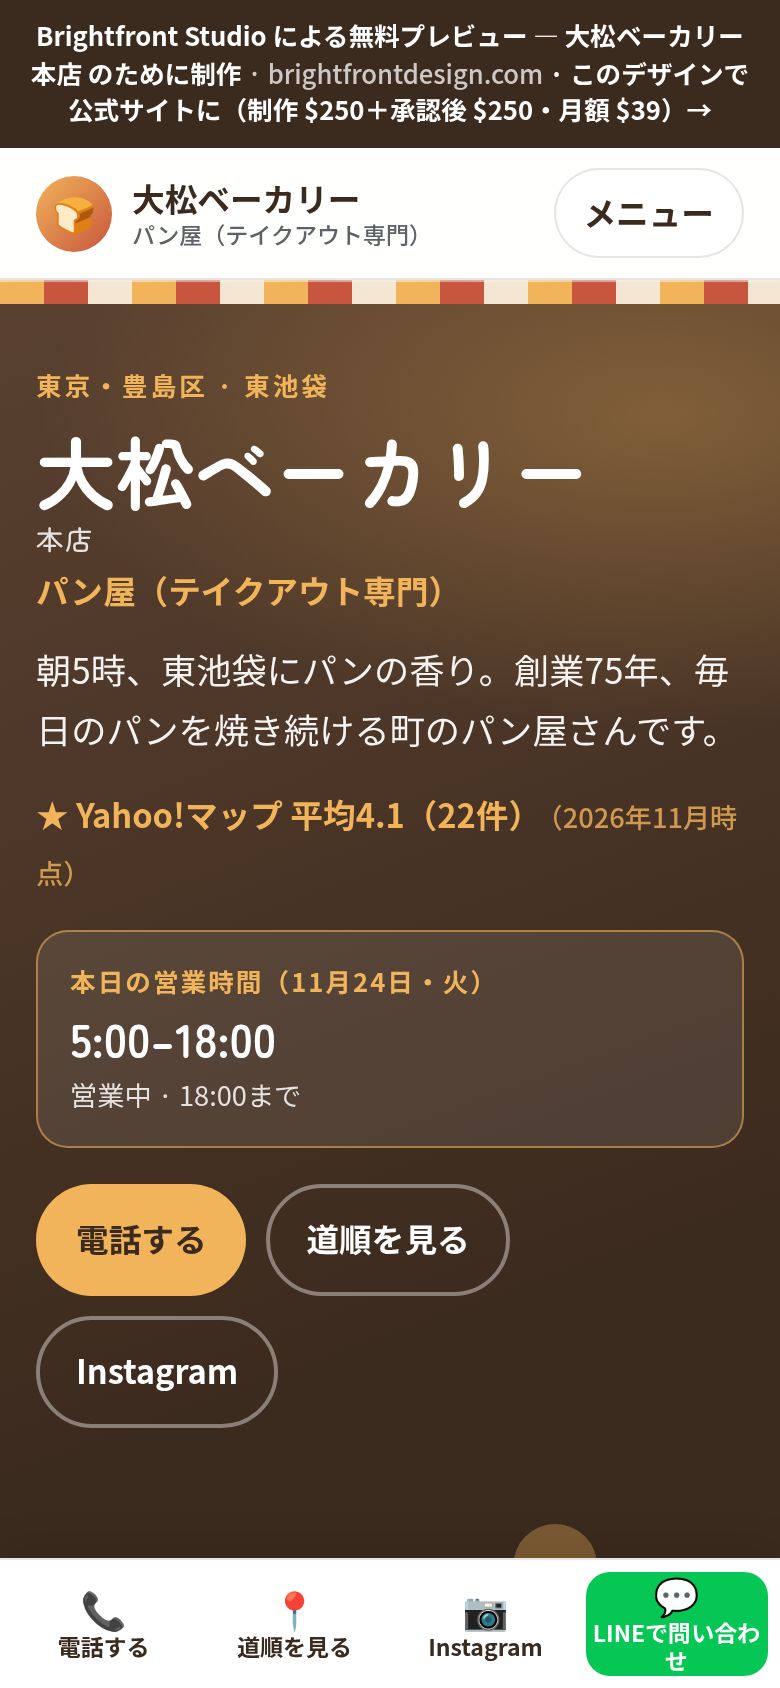 Brightfront Studio による無料プレビュー — 大松ベーカリー
本店 のために制作 · brightfrontdesign.com · このデザインで
公式サイトに（制作 $250＋承認後 $250・月額 $39）→
大松ベーカリー
パン屋（テイクアウト専門）
メニュー
東京・豊島区 · 東池袋
大松ベーカリー
本店
パン屋（テイクアウト専門）
朝5時、東池袋にパンの香り。創業75年、毎
日のパンを焼き続ける町のパン屋さんです。
★ Yahoo!マップ 平均4.1（22件）（2026年11月時
点）
本日の営業時間（11月24日・火）
5:00–18:00
営業中 · 18:00まで
電話する
道順を見る
Instagram
電話する
道順を見る
Instagram
LINEで問い合わ
せ